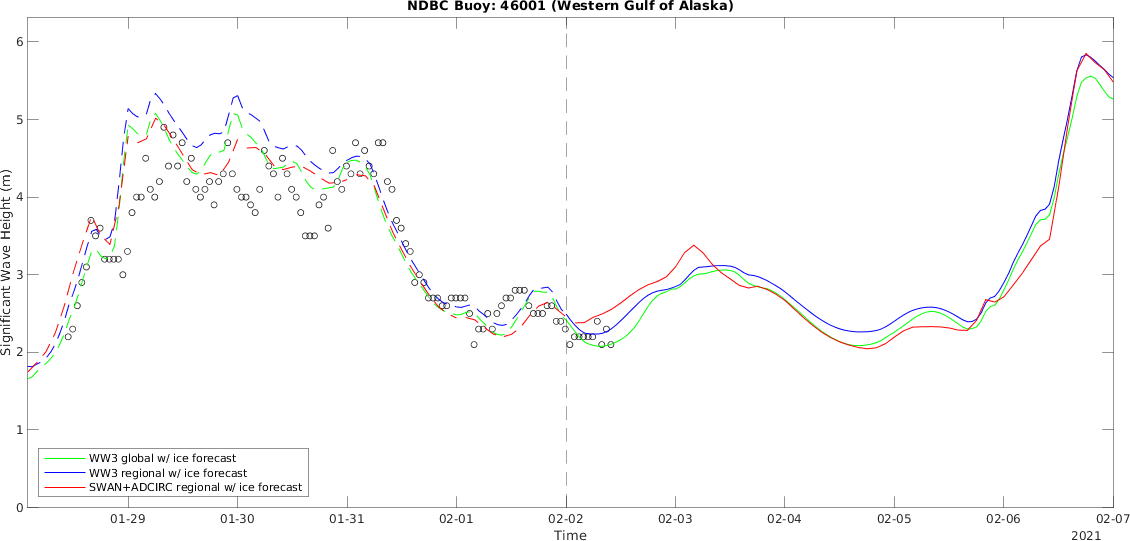 NDBC Buoy: 46001 (Western Gulf of Alaska)
Significant Wave Height (m)
6
5
4
3
2
1
0
WW3 global w/ ice forecast
WW3 regional w/ ice forecast
SWAN+ADCIRC regional w/ ice forecast
01-29 01-30 01-31 02-01 02-02 02-03 02-04 02-05 02-06 02-07
Time
2021